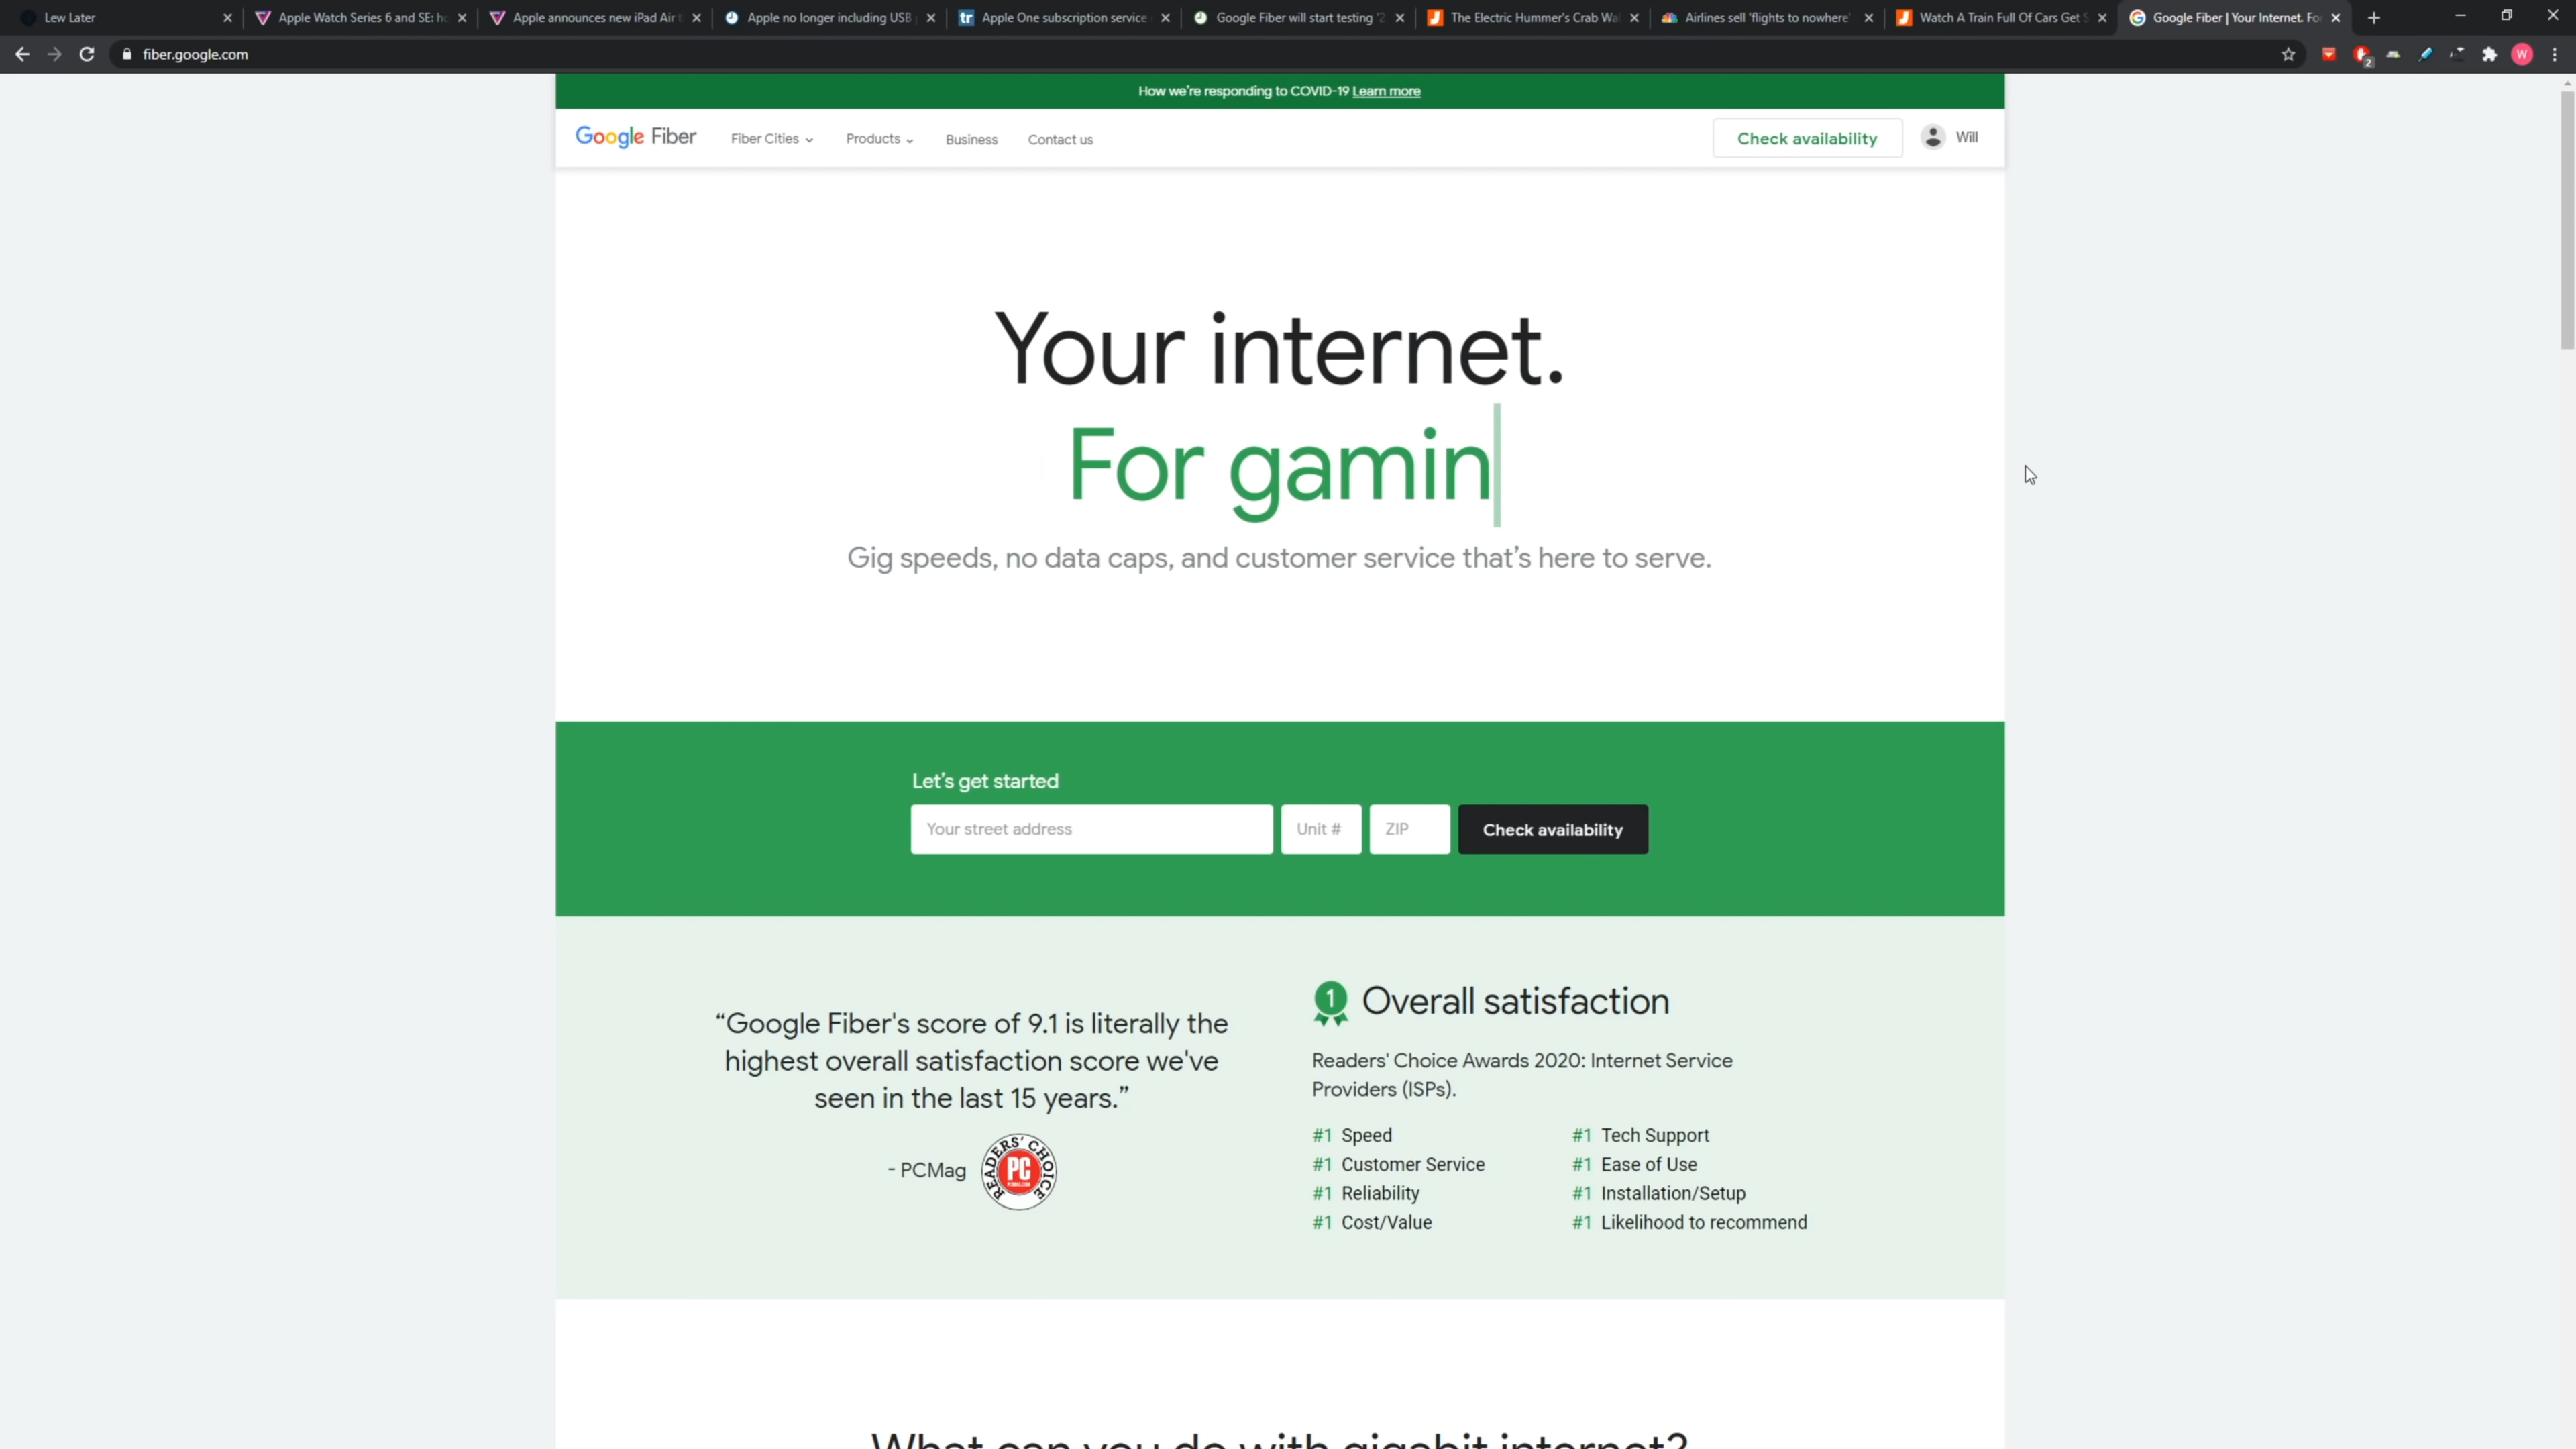 Lew Later
Apple Watch Series 6 and SE: h
Apple announces new iPad Air
Apple no longer including USB
tr Apple One subscription service
Google Fiber will start testing '2
The Electric Hummer's Crab Wal
Airlines sell 'flights to nowhere'
Watch A Train Full Of Cars Get
Google Fiber | Your Internet. Fo
fiber.google.com
2
W
How we're responding to COVID-19 Learn more
Google Fiber
Fiber Cities
Products
Business
Contact us
Check availability
Will
Your internet.
For gamin
Gig speeds, no data caps, and customer service that's here to serve.
Let's get started
Your street address
Unit #
ZIP
Check availability
“Google Fiber's score of 9.1 is literally the
highest overall satisfaction score we've
seen in the last 15 years.”
- PCMag
READERS' CHOICE
PC
1 Overall satisfaction
Readers' Choice Awards 2020: Internet Service
Providers (ISPs).
#1 Speed
#1 Customer Service
#1 Reliability
#1 Cost/Value
#1 Tech Support
#1 Ease of Use
#1 Installation/Setup
#1 Likelihood to recommend
What can you do with gigabit internet?